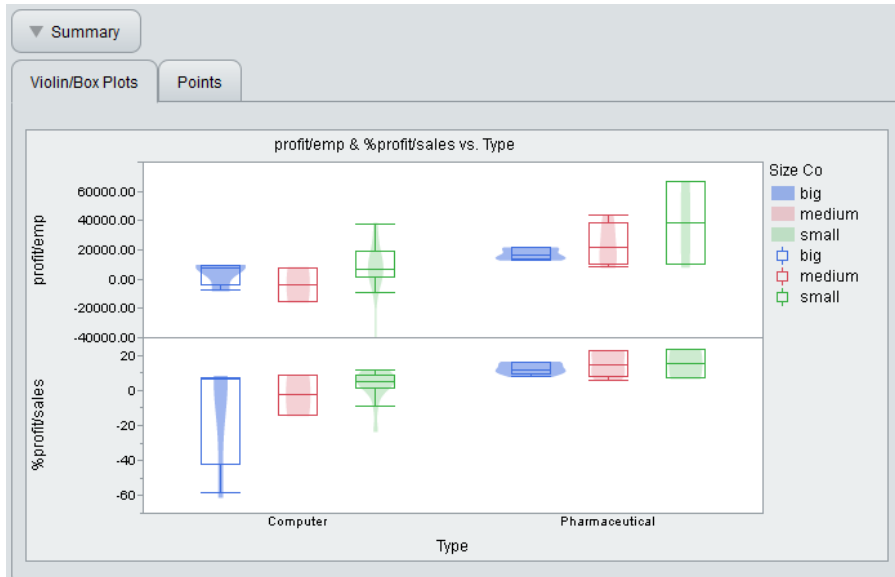 Summary
Violin/Box Plots
Points
profit/emp & %profit/sales vs. Type
profit/emp
60000.00
40000.00
20000.00
0.00
-20000.00
-40000.00
%profit/sales
20
0
-20
-40
-60
Computer
Pharmaceutical
Type
Size Co
big
medium
small
big
medium
small